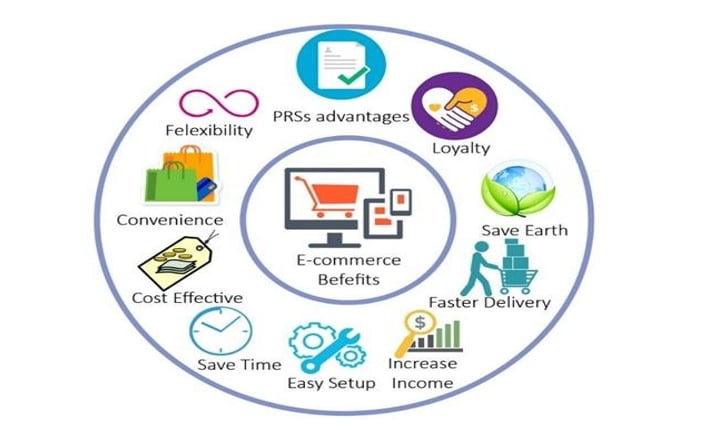 PRSs advantages
Loyalty
Save Earth
Faster Delivery
$
Increase
Income
Easy Setup
Save Time
Cost Effective
Convenience
Felexibility
E-commerce
Befefits